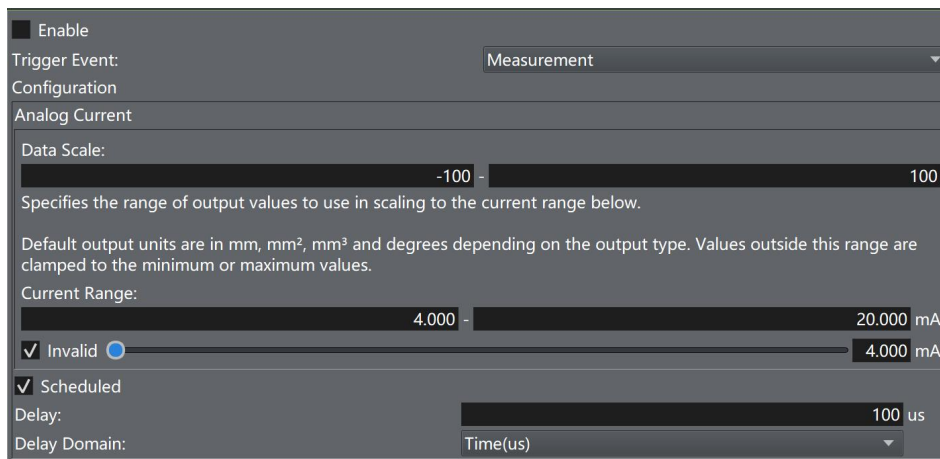 Enable
Trigger Event: Measurement
Configuration
Analog Current
Data Scale:
-100 - 100
Specifies the range of output values to use in scaling to the current range below.
Default output units are in mm, mm², mm³ and degrees depending on the output type. Values outside this range are
clamped to the minimum or maximum values.
Current Range:
4.000 - 20.000 mA
Invalid 4.000 mA
Scheduled
Delay: 100 us
Delay Domain: Time(us)